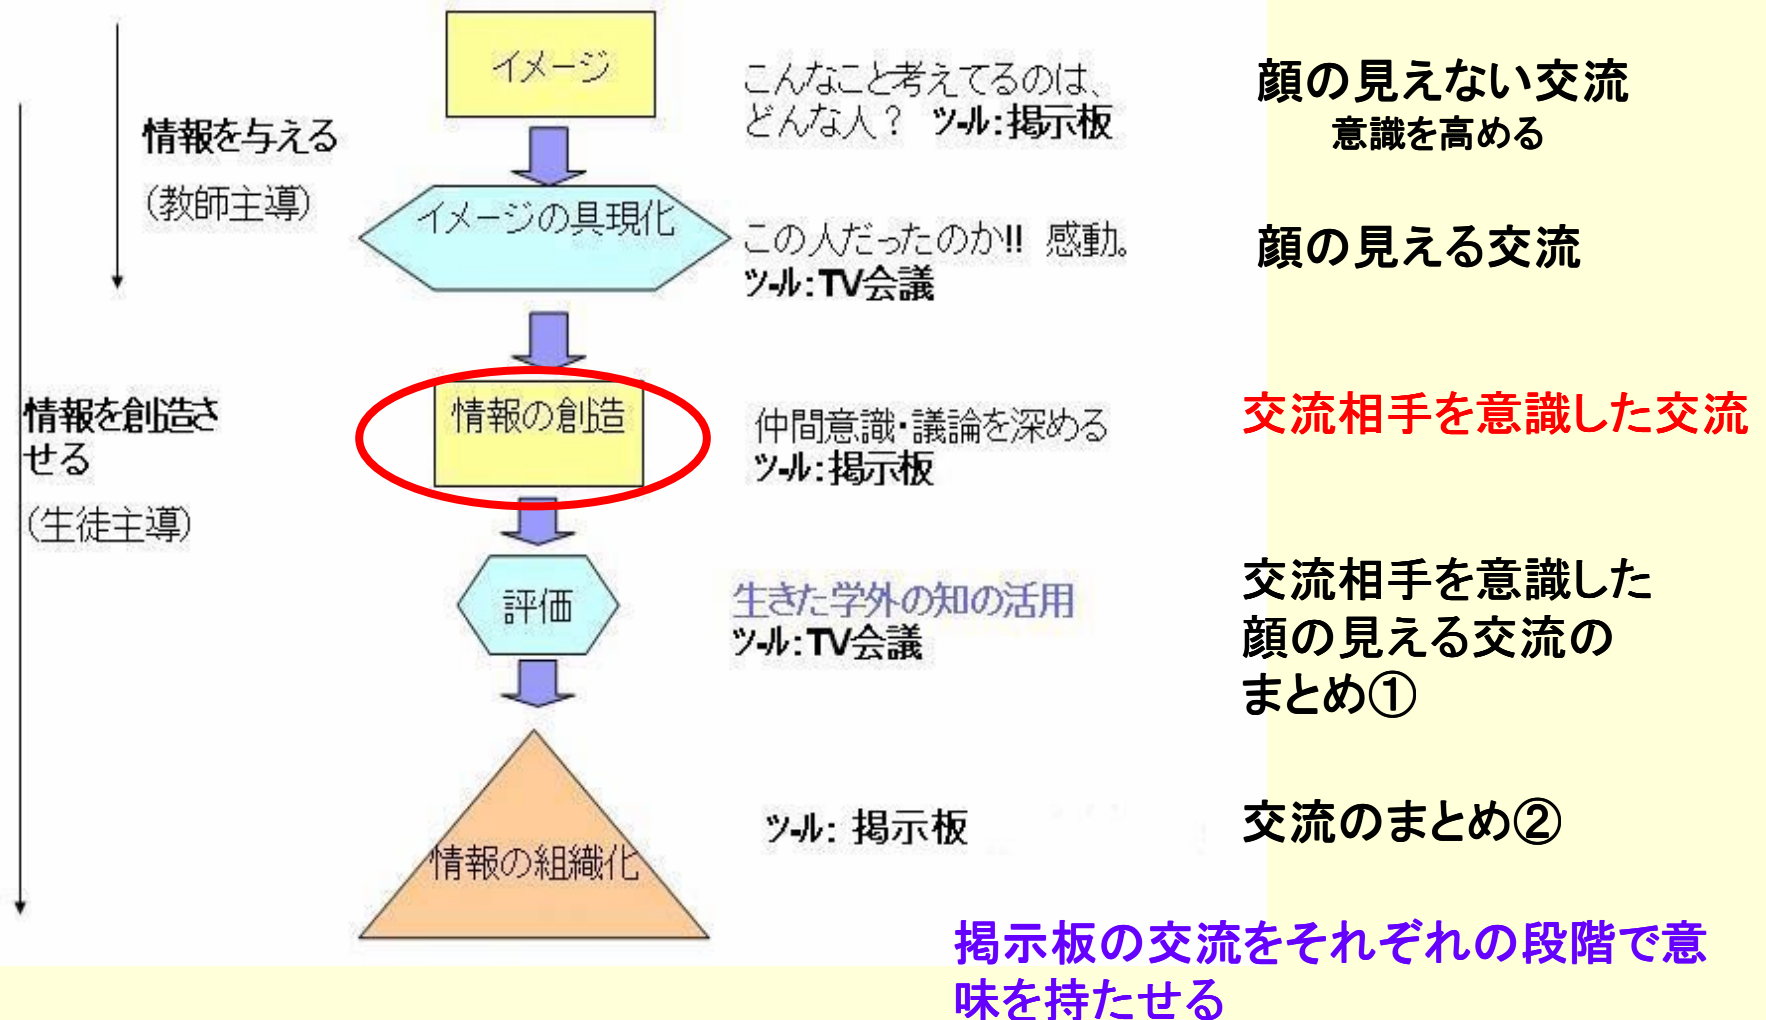 イメージ
こんなこと考えてるのは、
どんな人？ ツール:掲示板
顔の見えない交流
意識を高める
情報を与える
（教師主導）
イメージの具現化
この人だったのか!! 感動。
ツール:TV会議
顔の見える交流
情報を創造さ
せる
（生徒主導）
情報の創造
仲間意識・議論を深める
ツール:掲示板
交流相手を意識した交流
評価
生きた学外の知の活用
ツール:TV会議
交流相手を意識した
顔の見える交流の
まとめ①
情報の組織化
ツール: 掲示板
交流のまとめ②
掲示板の交流をそれぞれの段階で意
味を持たせる